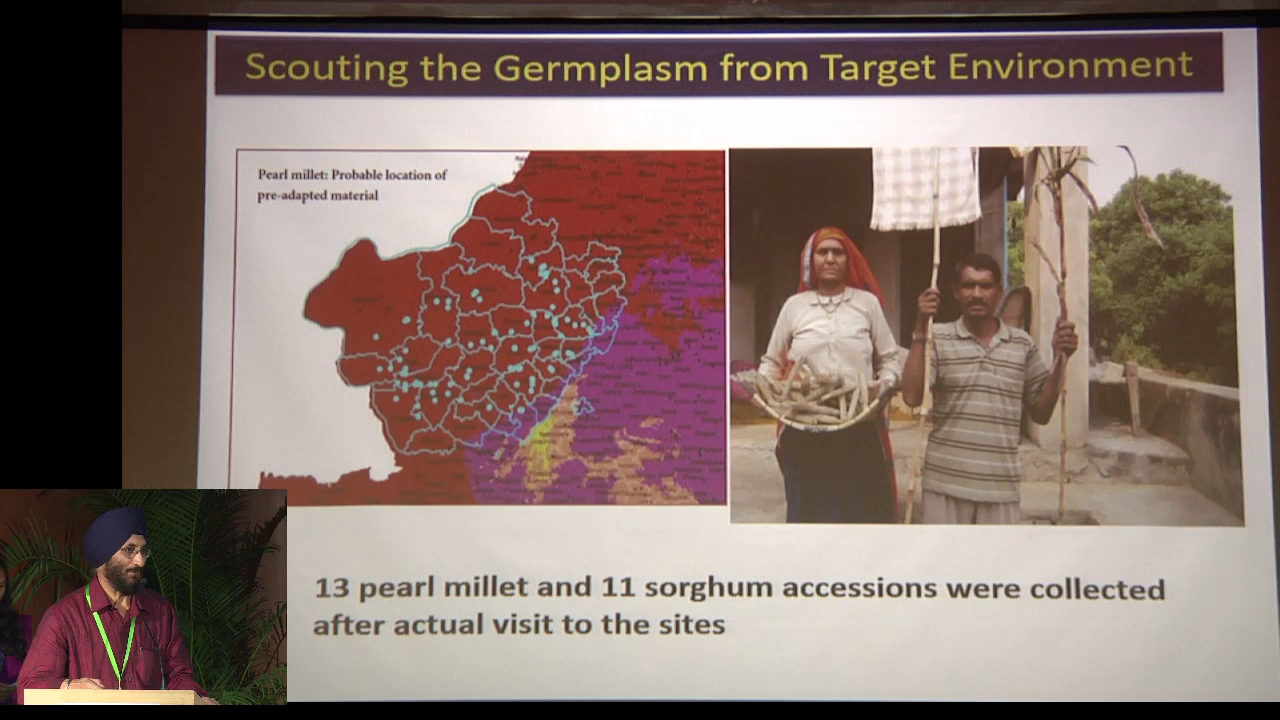 Scouting the Germplasm from Target Environment
Pearl millet: Probable location of
pre-adapted material
13 pearl millet and 11 sorghum accessions were collected
after actual visit to the sites